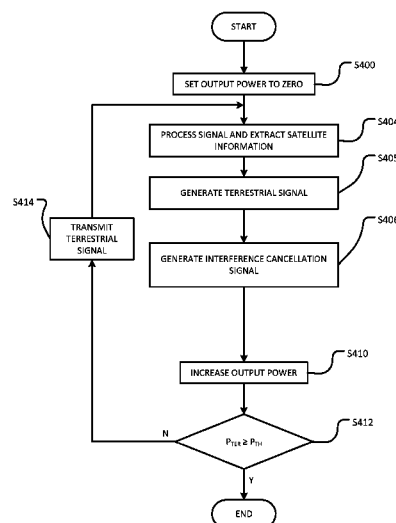 START
S400
SET OUTPUT POWER TO ZERO
S404
PROCESS SIGNAL AND EXTRACT SATELLITE
INFORMATION
S405
GENERATE TERRESTRIAL SIGNAL
S414
S406
TRANSMIT
TERRESTRIAL
SIGNAL
GENERATE INTERFERENCE CANCELLATION
SIGNAL
S410
INCREASE OUTPUT POWER
N
S412
PTER ≥ PTH
Y
END